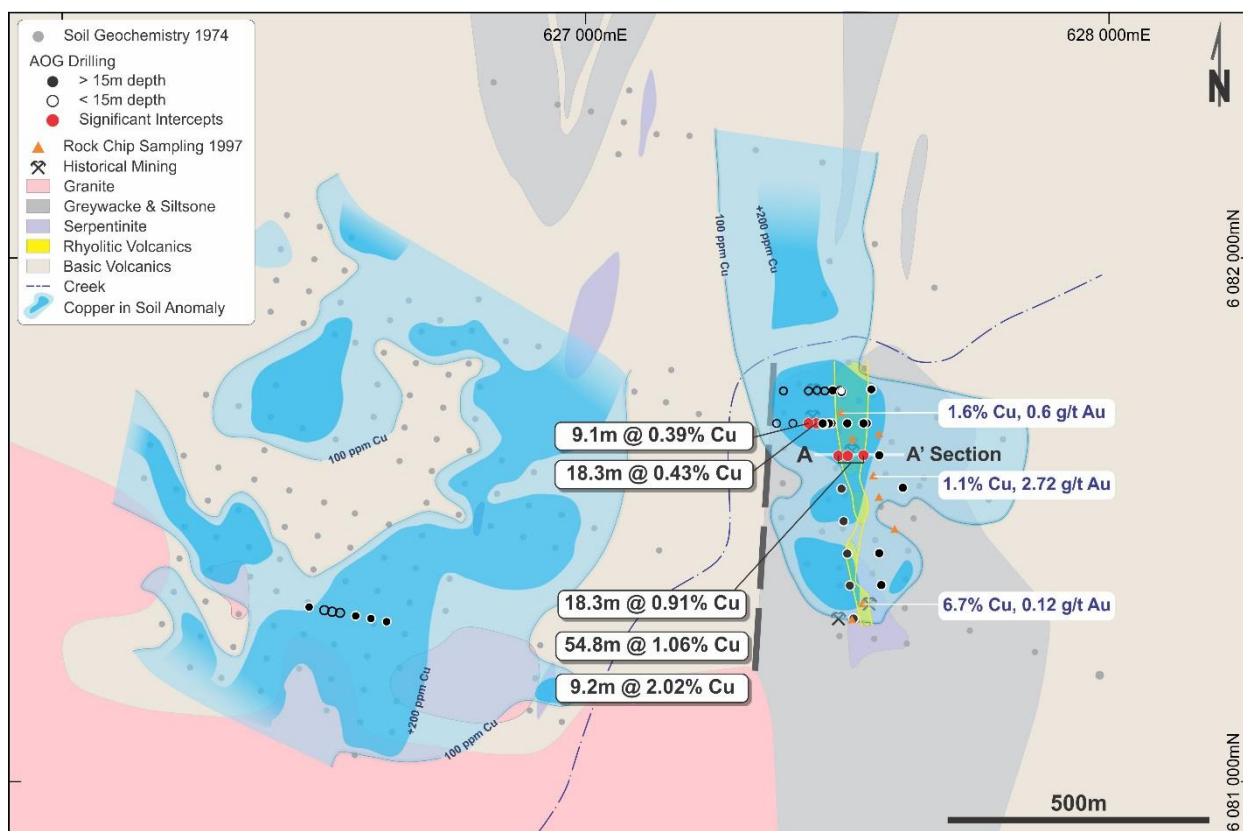 Soil Geochemistry 1974
AOG Drilling
> 15m depth
< 15m depth
Significant Intercepts
Rock Chip Sampling 1997
Historical Mining
Granite
Greywacke & Siltsone
Serpentinite
Rhyolitic Volcanics
Basic Volcanics
Creek
Copper in Soil Anomaly
627 000mE
628 000mE
N
6 082 000mN
6 081 000mN
100 ppm Cu
+200 ppm Cu
100 ppm Cu
+200 ppm Cu
100 ppm Cu
9.1m @ 0.39% Cu
18.3m @ 0.43% Cu
A
A' Section
1.6% Cu, 0.6 g/t Au
1.1% Cu, 2.72 g/t Au
6.7% Cu, 0.12 g/t Au
18.3m @ 0.91% Cu
54.8m @ 1.06% Cu
9.2m @ 2.02% Cu
500m